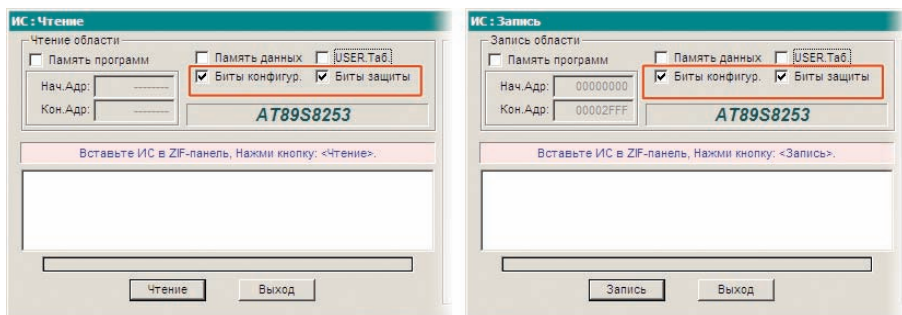 ИС : Чтение
Чтение области
Память программ
Память данных
USER.Таб.
Биты конфигур.
Биты защиты
Нач.Адр: --------
Кон.Адр: --------
AT89S8253
Вставьте ИС в ZIF-панель, Нажми кнопку: <Чтение>.
Чтение
Выход
ИС : Запись
Запись области
Память программ
Память данных
USER.Таб.
Биты конфигур.
Биты защиты
Нач.Адр: 00000000
Кон.Адр: 00002FFF
AT89S8253
Вставьте ИС в ZIF-панель, Нажми кнопку: <Запись>.
Запись
Выход